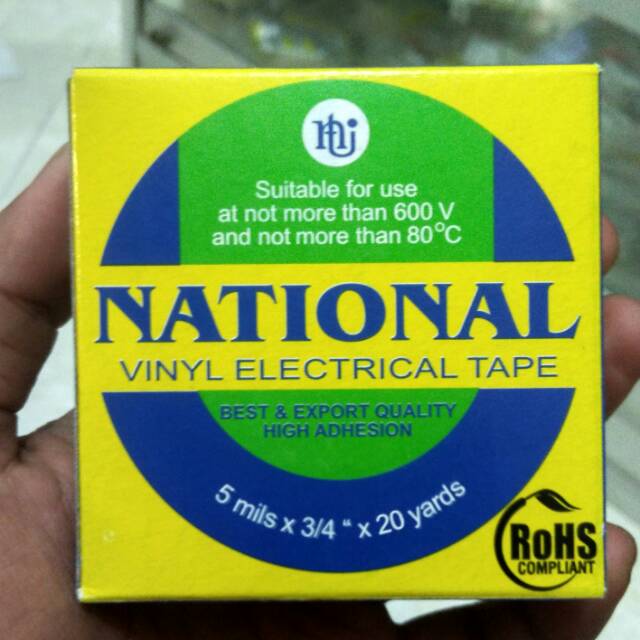 Suitable for use
at not more than 600 V
and not more than 80°C
NATIONAL
VINYL ELECTRICAL TAPE
BEST & EXPORT QUALITY
HIGH ADHESION
5 mils x 3/4 “ x 20 yards
RoHS
COMPLIANT